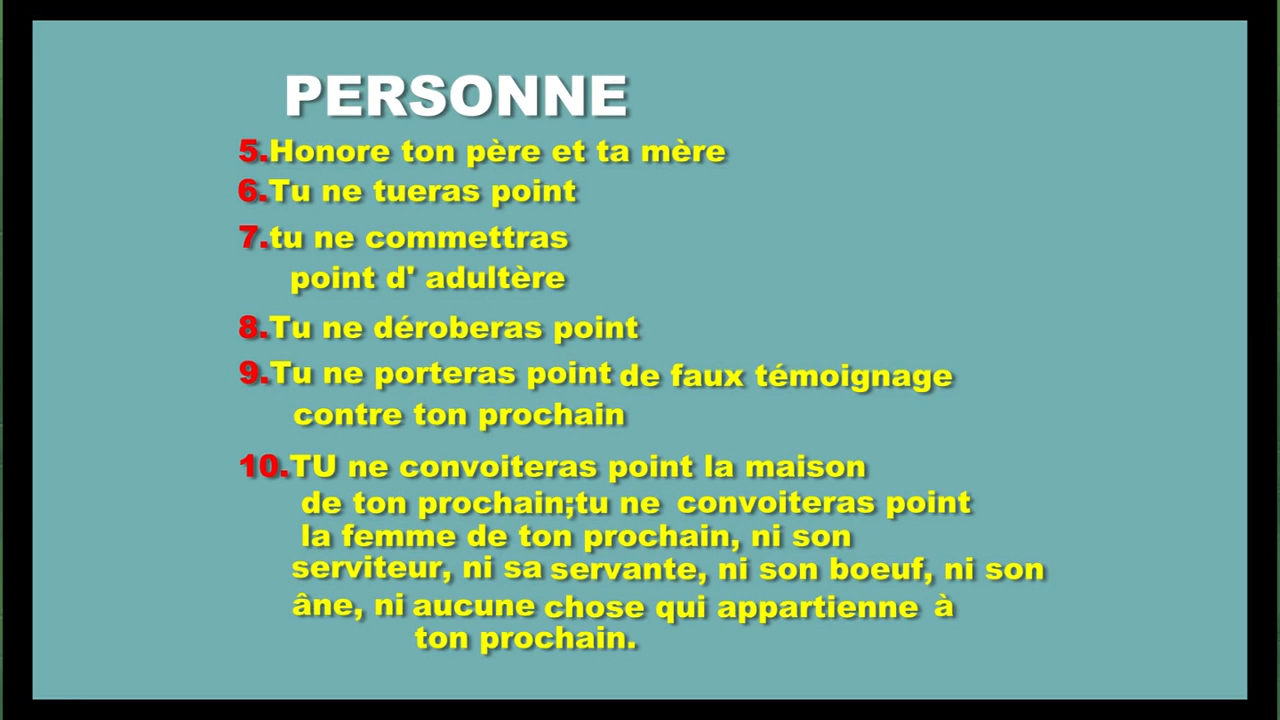 PERSONNE
5.Honore ton père et ta mère
6.Tu ne tueras point
7.tu ne commettras
point d' adultère
8.Tu ne déroberas point
9.Tu ne porteras point de faux témoignage
contre ton prochain
10.TU ne convoiteras point la maison
de ton prochain;tu ne convoiteras point
la femme de ton prochain, ni son
serviteur, ni sa servante, ni son boeuf, ni son
âne, ni aucune chose qui appartienne à
ton prochain.